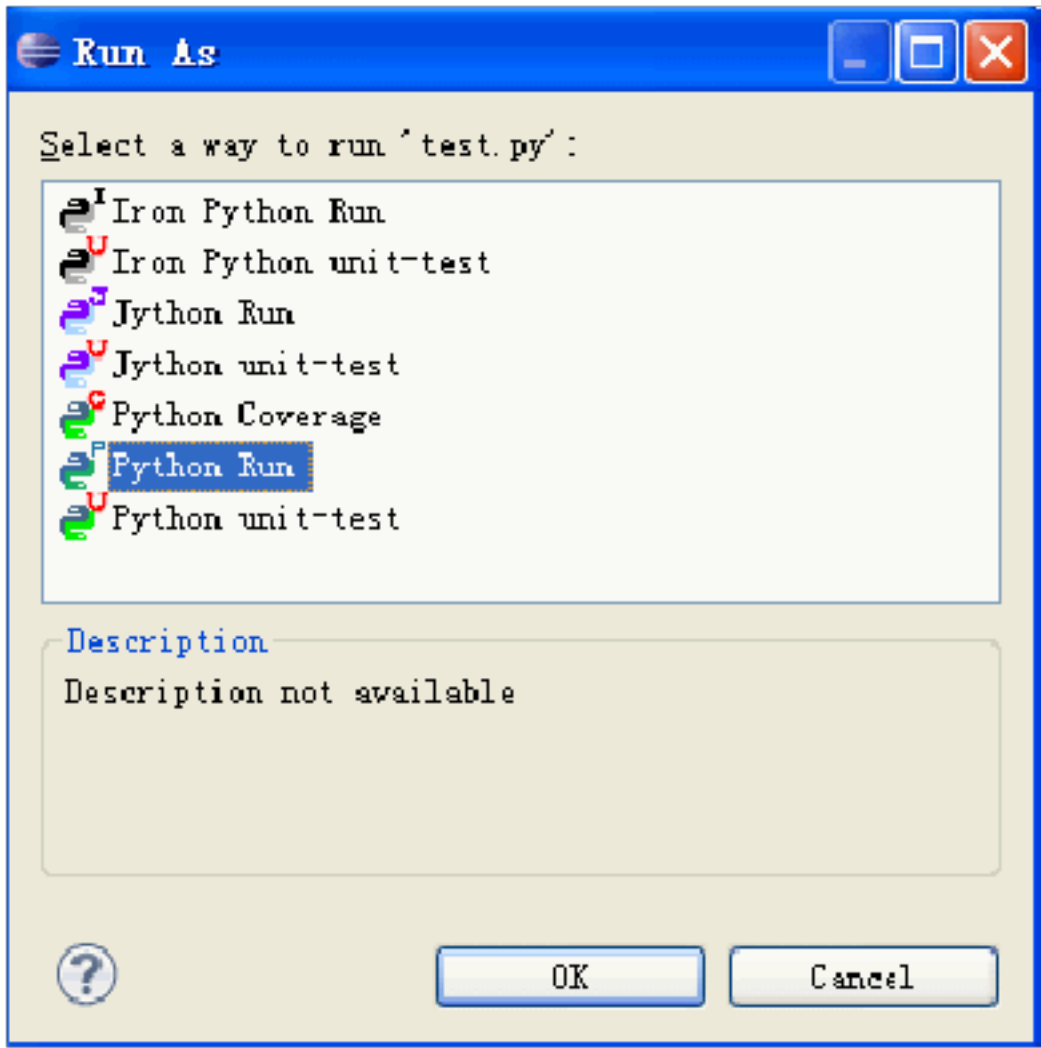 Run As
Select a way to run 'test.py':
Iron Python Run
Iron Python unit-test
Jython Run
Jython unit-test
Python Coverage
Python Run
Python unit-test
Description
Description not available
OK
Cancel